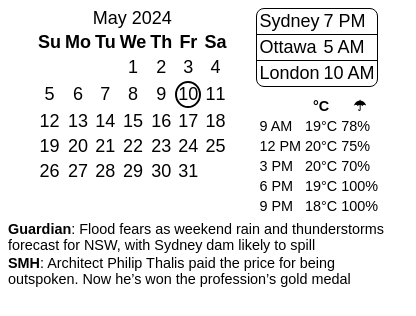 May 2024
Su Mo Tu We Th Fr Sa
1 2 3 4
5 6 7 8 9 10 11
12 13 14 15 16 17 18
19 20 21 22 23 24 25
26 27 28 29 30 31
Sydney 7 PM
Ottawa 5 AM
London 10 AM
°C ☂
9 AM 19°C 78%
12 PM 20°C 75%
3 PM 20°C 70%
6 PM 19°C 100%
9 PM 18°C 100%
Guardian: Flood fears as weekend rain and thunderstorms
forecast for NSW, with Sydney dam likely to spill
SMH: Architect Philip Thalis paid the price for being
outspoken. Now he’s won the profession’s gold medal